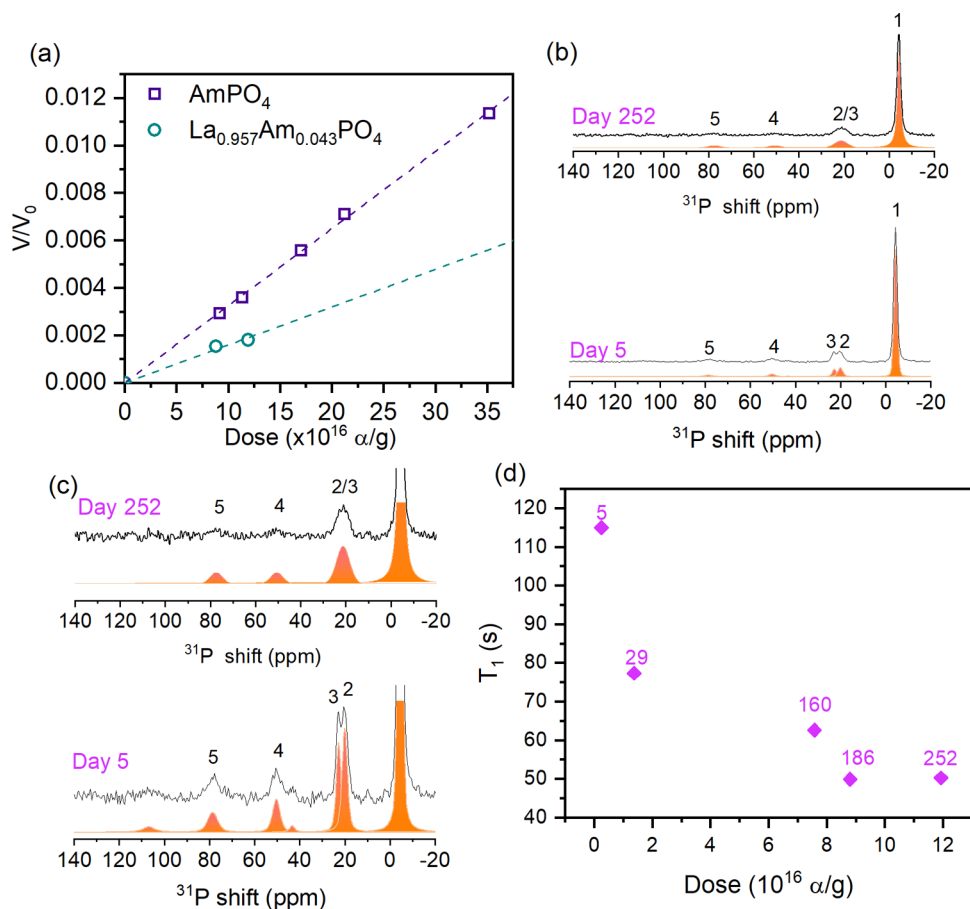 (a)
AmPO4
La0.957Am0.043PO4
0.012
0.010
0.008
0.006
0.004
0.002
0.000
V/V0
0 5 10 15 20 25 30 35
Dose (x10^16 α/g)
(b)
1
Day 252
5 4 2/3
140 120 100 80 60 40 20 0 -20
31P shift (ppm)
1
Day 5
5 4 3 2
140 120 100 80 60 40 20 0 -20
31P shift (ppm)
(c)
Day 252
5 4 2/3
140 120 100 80 60 40 20 0 -20
31P shift (ppm)
Day 5
5 4 3 2
140 120 100 80 60 40 20 0 -20
31P shift (ppm)
(d)
120
115
110
100
90
80
70
60
50
40
T1 (s)
5
29
160
186
252
0 2 4 6 8 10 12
Dose (10^16 α/g)